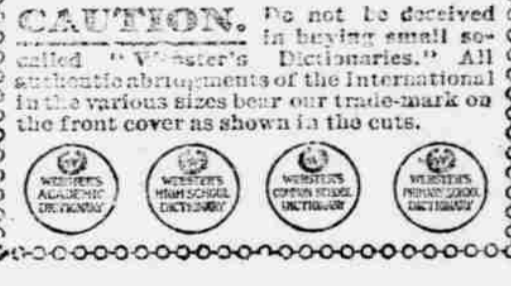 CAUTION. Do not be deceived
in buying small so-
called "Webster's Dictionaries." All
authentic abridgments of the International
in the various sizes bear our trade-mark on
the front cover as shown in the cuts.
WEBSTER'S
ACADEMIC
DICTIONARY
WEBSTER'S
HIGH SCHOOL
DICTIONARY
WEBSTER'S
COMMON SCHOOL
DICTIONARY
WEBSTER'S
PRIMARY SCHOOL
DICTIONARY